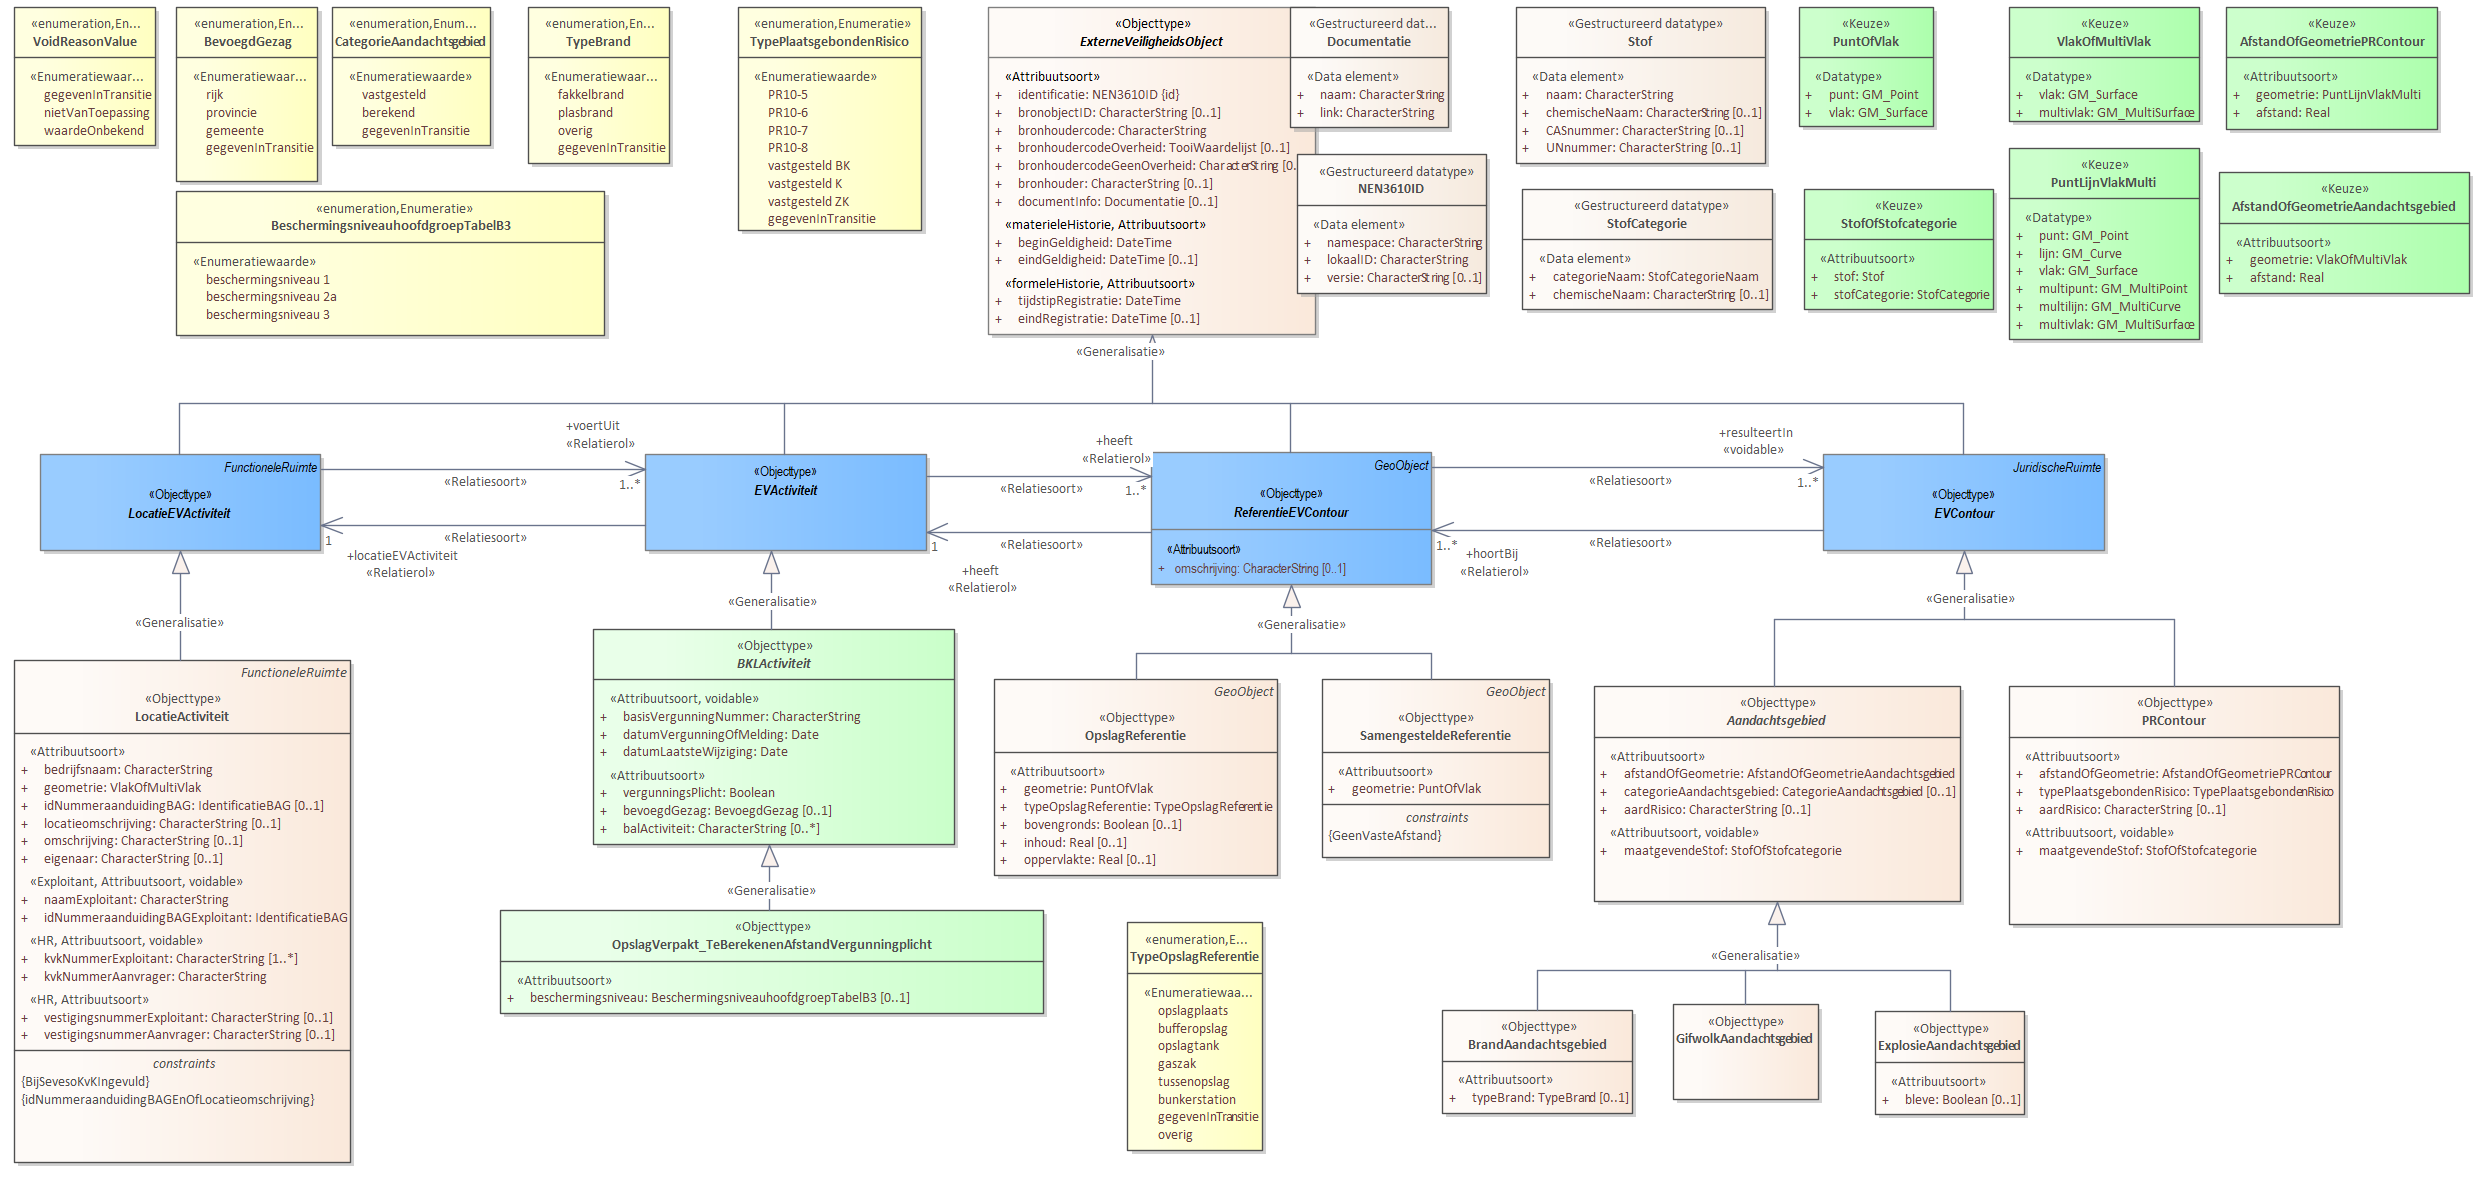 «enumeration,En...
VoidReasonValue
«Enumeratiewaar...
gegevenInTransitie
nietVanToepassing
waardeOnbekend
«enumeration,En...
BevoegdGezag
«Enumeratiewaar...
rijk
provincie
gemeente
gegevenInTransitie
«enumeration,Enum...
CategorieAandachtsgebied
«Enumeratiewaarde»
vastgesteld
berekend
gegevenInTransitie
«enumeration,En...
TypeBrand
«Enumeratiewaar...
fakkelbrand
plasbrand
overig
gegevenInTransitie
«enumeration,Enumeratie»
TypePlaatsgebondenRisico
«Enumeratiewaarde»
PR10-5
PR10-6
PR10-7
PR10-8
vastgesteld BK
vastgesteld K
vastgesteld ZK
gegevenInTransitie
«enumeration,Enumeratie»
BeschermingsniveauhoofdgroepTabelB3
«Enumeratiewaarde»
beschermingsniveau 1
beschermingsniveau 2a
beschermingsniveau 3
«Objecttype»
ExterneVeiligheidsObject
«Attribuutsoort»
+ identificatie: NEN3610ID {id}
+ bronobjectID: CharacterString [0..1]
+ bronhoudercode: CharacterString
+ bronhoudercodeOverheid: TooiWaardelijst [0..1]
+ bronhoudercodeGeenOverheid: CharacterString [0..
+ bronhouder: CharacterString [0..1]
+ documentInfo: Documentatie [0..1]
«materieleHistorie, Attribuutsoort»
+ beginGeldigheid: DateTime
+ eindGeldigheid: DateTime [0..1]
«formeleHistorie, Attribuutsoort»
+ tijdstipRegistratie: DateTime
+ eindRegistratie: DateTime [0..1]
«Gestructureerd dat...
Documentatie
«Data element»
+ naam: CharacterString
+ link: CharacterString
«Gestructureerd datatype»
NEN3610ID
«Data element»
+ namespace: CharacterString
+ lokaalID: CharacterString
+ versie: CharacterString [0..1]
«Gestructureerd datatype»
Stof
«Data element»
+ naam: CharacterString
+ chemischeNaam: CharacterString [0..1]
+ CASnummer: CharacterString [0..1]
+ UNnummer: CharacterString [0..1]
«Gestructureerd datatype»
StofCategorie
«Data element»
+ categorieNaam: StofCategorieNaam
+ chemischeNaam: CharacterString [0..1]
«Keuze»
PuntOfVlak
«Datatype»
+ punt: GM_Point
+ vlak: GM_Surface
«Keuze»
StofOfStofcategorie
«Attribuutsoort»
+ stof: Stof
+ stofCategorie: StofCategorie
«Keuze»
VlakOfMultiVlak
«Datatype»
+ vlak: GM_Surface
+ multivlak: GM_MultiSurface
«Keuze»
PuntLijnVlakMulti
«Datatype»
+ punt: GM_Point
+ lijn: GM_Curve
+ vlak: GM_Surface
+ multipunt: GM_MultiPoint
+ multilijn: GM_MultiCurve
+ multivlak: GM_MultiSurface
«Keuze»
AfstandOfGeometriePRContour
«Attribuutsoort»
+ geometrie: PuntLijnVlakMulti
+ afstand: Real
«Keuze»
AfstandOfGeometrieAandachtsgebied
«Attribuutsoort»
+ geometrie: VlakOfMultiVlak
+ afstand: Real
«Generalisatie»
FunctioneleRuimte
«Objecttype»
LocatieEVActiviteit
+voertUit
«Relatierol»
«Relatiesoort»
1..*
«Relatiesoort»
1
+locatieEVActiviteit
«Relatierol»
«Objecttype»
EVActiviteit
+heeft
«Relatierol»
«Relatiesoort»
1..*
«Relatiesoort»
1
+heeft
«Relatierol»
GeoObject
«Objecttype»
ReferentieEVContour
«Attribuutsoort»
+ omschrijving: CharacterString [0..1]
+resulteertIn
«voidable»
«Relatiesoort»
1..*
«Relatiesoort»
1..*
+hoortBij
«Relatierol»
JuridischeRuimte
«Objecttype»
EVContour
«Generalisatie»
«Generalisatie»
«Generalisatie»
«Generalisatie»
FunctioneleRuimte
«Objecttype»
LocatieActiviteit
«Attribuutsoort»
+ bedrijfsnaam: CharacterString
+ geometrie: VlakOfMultiVlak
+ idNummeraanduidingBAG: IdentificatieBAG [0..1]
+ locatieomschrijving: CharacterString [0..1]
+ omschrijving: CharacterString [0..1]
+ eigenaar: CharacterString [0..1]
«Exploitant, Attribuutsoort, voidable»
+ naamExploitant: CharacterString
+ idNummeraanduidingBAGExploitant: IdentificatieBAG
«HR, Attribuutsoort, voidable»
+ kvkNummerExploitant: CharacterString [1..*]
+ kvkNummerAanvrager: CharacterString
«HR, Attribuutsoort»
+ vestigingsnummerExploitant: CharacterString [0..1]
+ vestigingsnummerAanvrager: CharacterString [0..1]
constraints
{BijSevesoKvKIngevuld}
{idNummeraanduidingBAGEnOfLocatieomschrijving}
«Objecttype»
BKLActiviteit
«Attribuutsoort, voidable»
+ basisVergunningNummer: CharacterString
+ datumVergunningOfMelding: Date
+ datumLaatsteWijziging: Date
«Attribuutsoort»
+ vergunningsPlicht: Boolean
+ bevoegdGezag: BevoegdGezag [0..1]
+ balActiviteit: CharacterString [0..*]
«Generalisatie»
«Objecttype»
OpslagVerpakt_TeBerekenenAfstandVergunningplicht
«Attribuutsoort»
+ beschermingsniveau: BeschermingsniveauhoofdgroepTabelB3 [0..1]
GeoObject
«Objecttype»
OpslagReferentie
«Attribuutsoort»
+ geometrie: PuntOfVlak
+ typeOpslagReferentie: TypeOpslagReferentie
+ bovengronds: Boolean [0..1]
+ inhoud: Real [0..1]
+ oppervlakte: Real [0..1]
GeoObject
«Objecttype»
SamengesteldeReferentie
«Attribuutsoort»
+ geometrie: PuntOfVlak
constraints
{GeenVasteAfstand}
«enumeration,E...
TypeOpslagReferentie
«Enumeratiewaa...
opslagplaats
bufferopslag
opslagtank
gaszak
tussenopslag
bunkerstation
gegevenInTransitie
overig
«Objecttype»
Aandachtsgebied
«Attribuutsoort»
+ afstandOfGeometrie: AfstandOfGeometrieAandachtsgebied
+ categorieAandachtsgebied: CategorieAandachtsgebied [0..1]
+ aardRisico: CharacterString [0..1]
«Attribuutsoort, voidable»
+ maatgevendeStof: StofOfStofcategorie
«Objecttype»
PRContour
«Attribuutsoort»
+ afstandOfGeometrie: AfstandOfGeometriePRContour
+ typePlaatsgebondenRisico: TypePlaatsgebondenRisico
+ aardRisico: CharacterString [0..1]
«Attribuutsoort, voidable»
+ maatgevendeStof: StofOfStofcategorie
«Generalisatie»
«Objecttype»
BrandAandachtsgebied
«Attribuutsoort»
+ typeBrand: TypeBrand [0..1]
«Objecttype»
GifwolkAandachtsgebied
«Objecttype»
ExplosieAandachtsgebied
«Attribuutsoort»
+ bleve: Boolean [0..1]